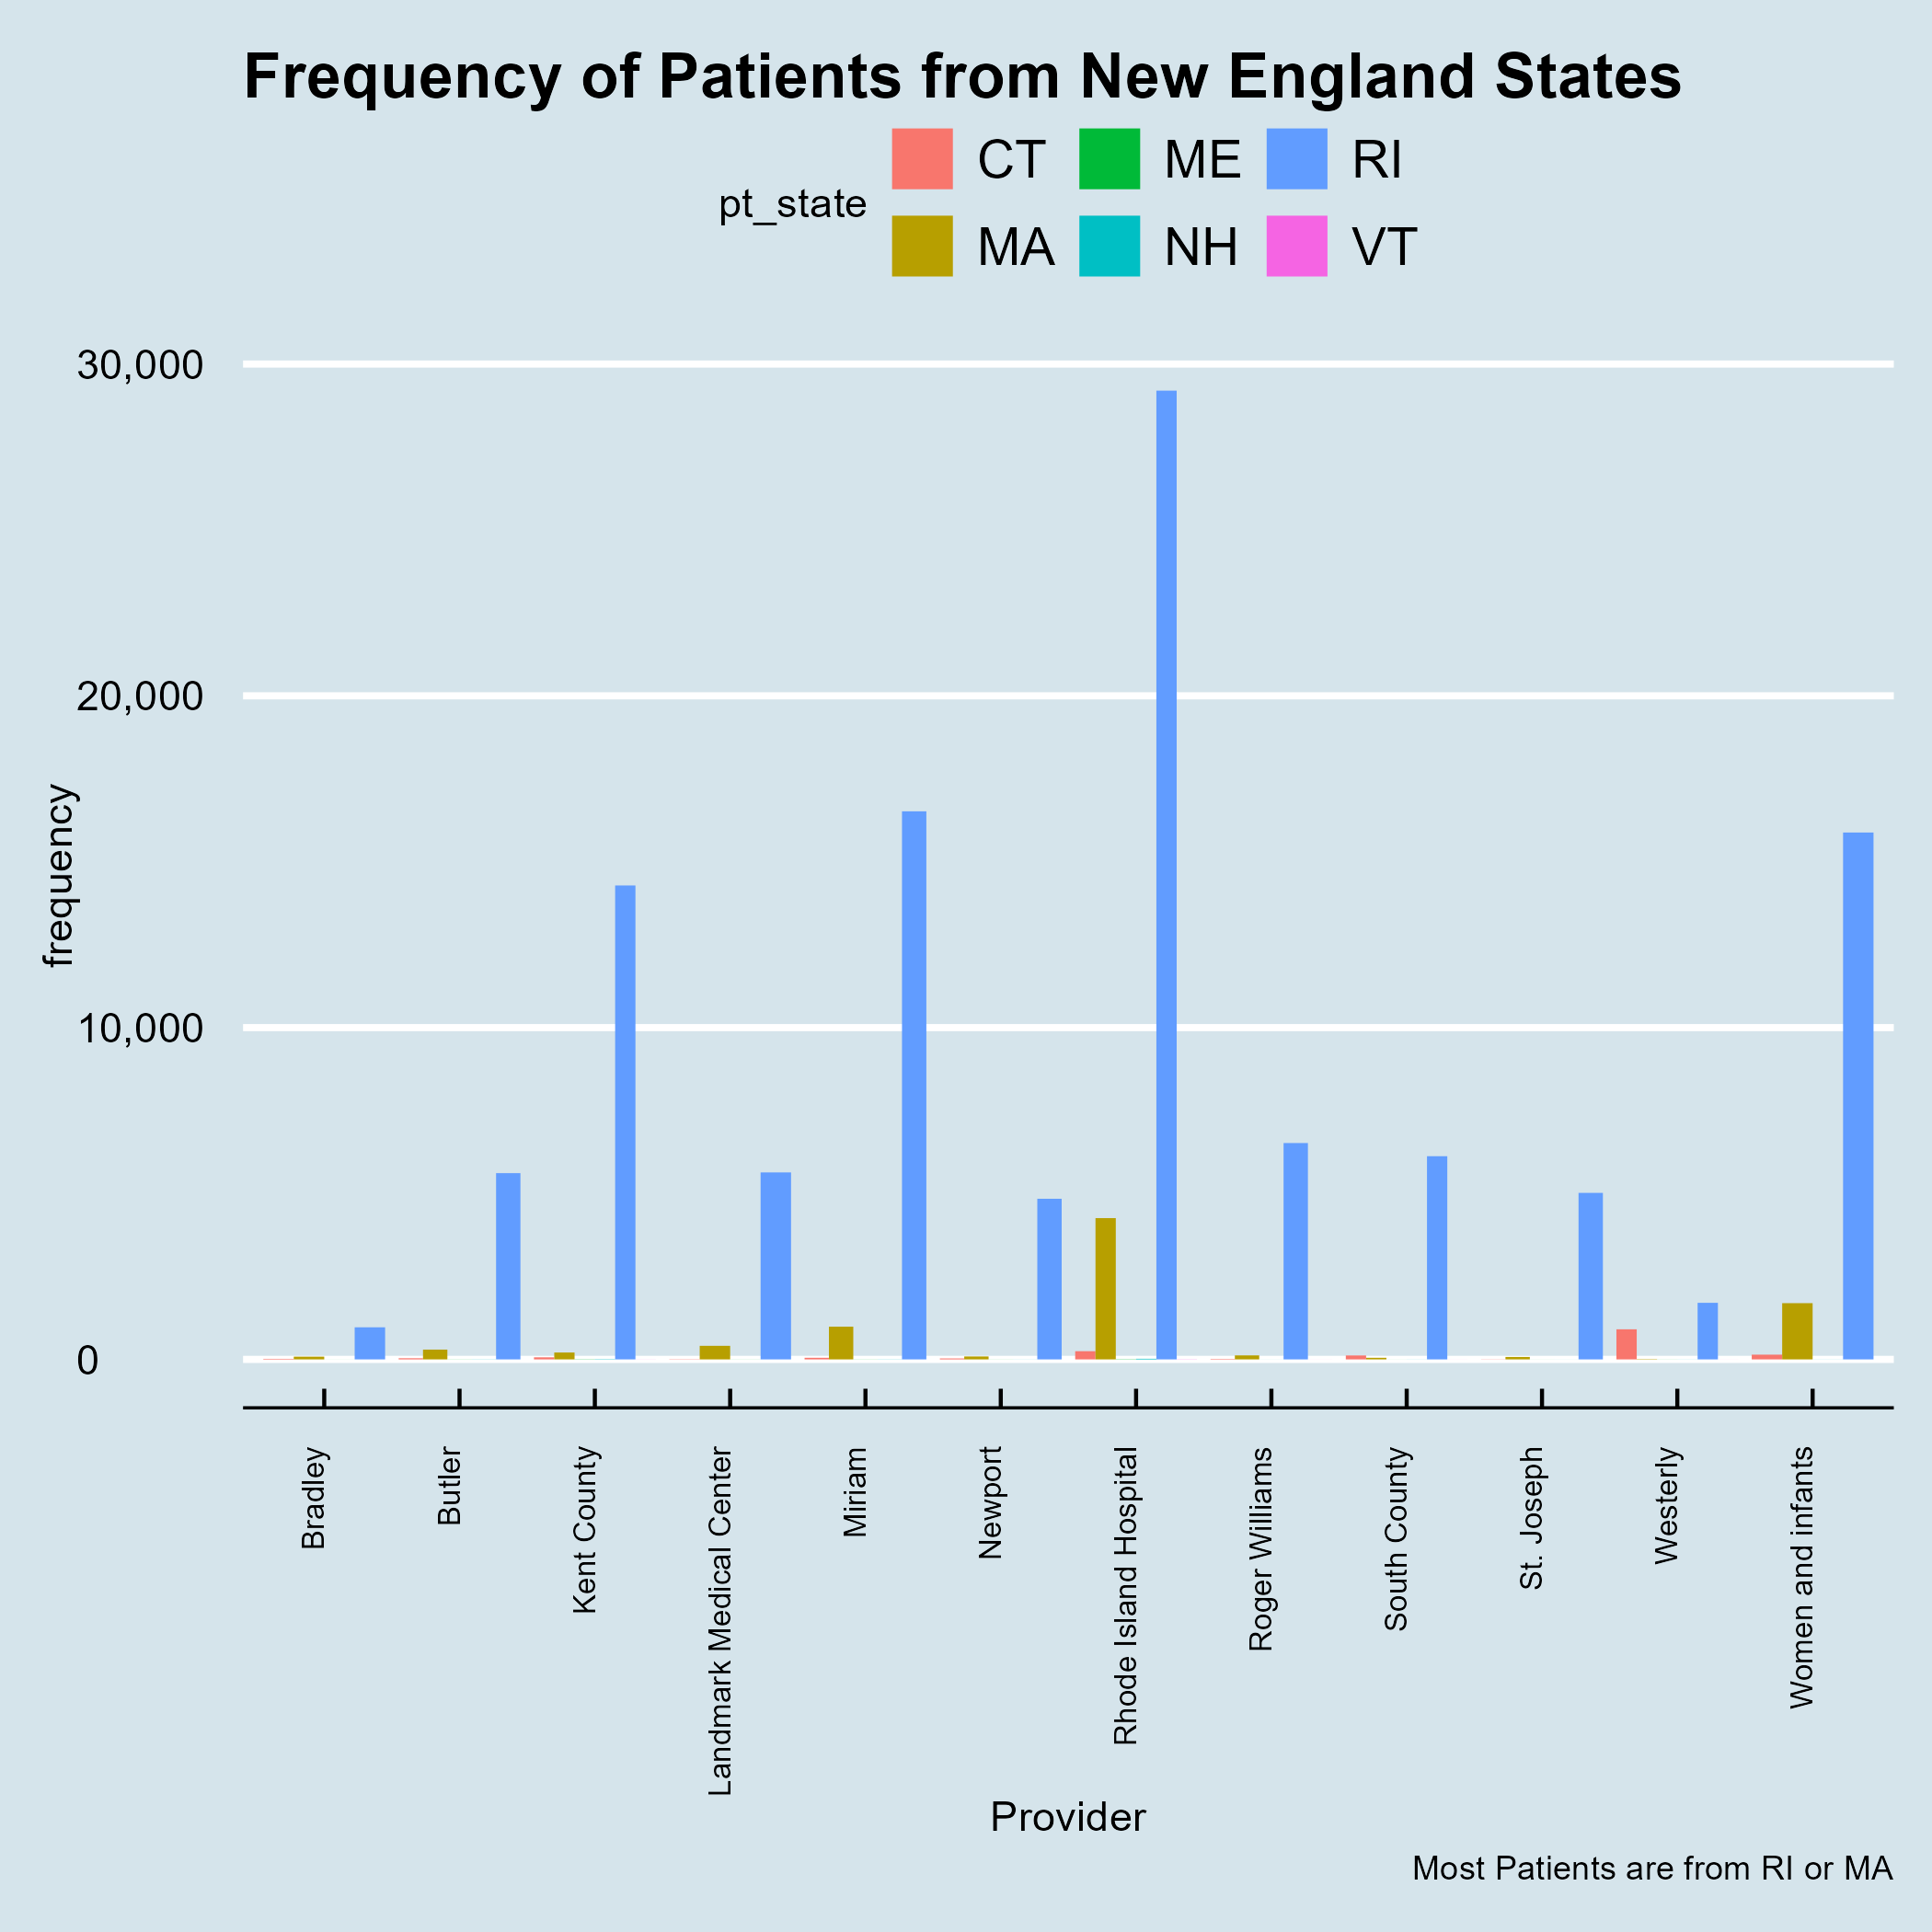 Frequency of Patients from New England States
pt_state
CT
ME
RI
MA
NH
VT
30,000
20,000
10,000
0
frequency
Bradley
Butler
Kent County
Landmark Medical Center
Miriam
Newport
Rhode Island Hospital
Roger Williams
South County
St. Joseph
Westerly
Women and infants
Provider
Most Patients are from RI or MA